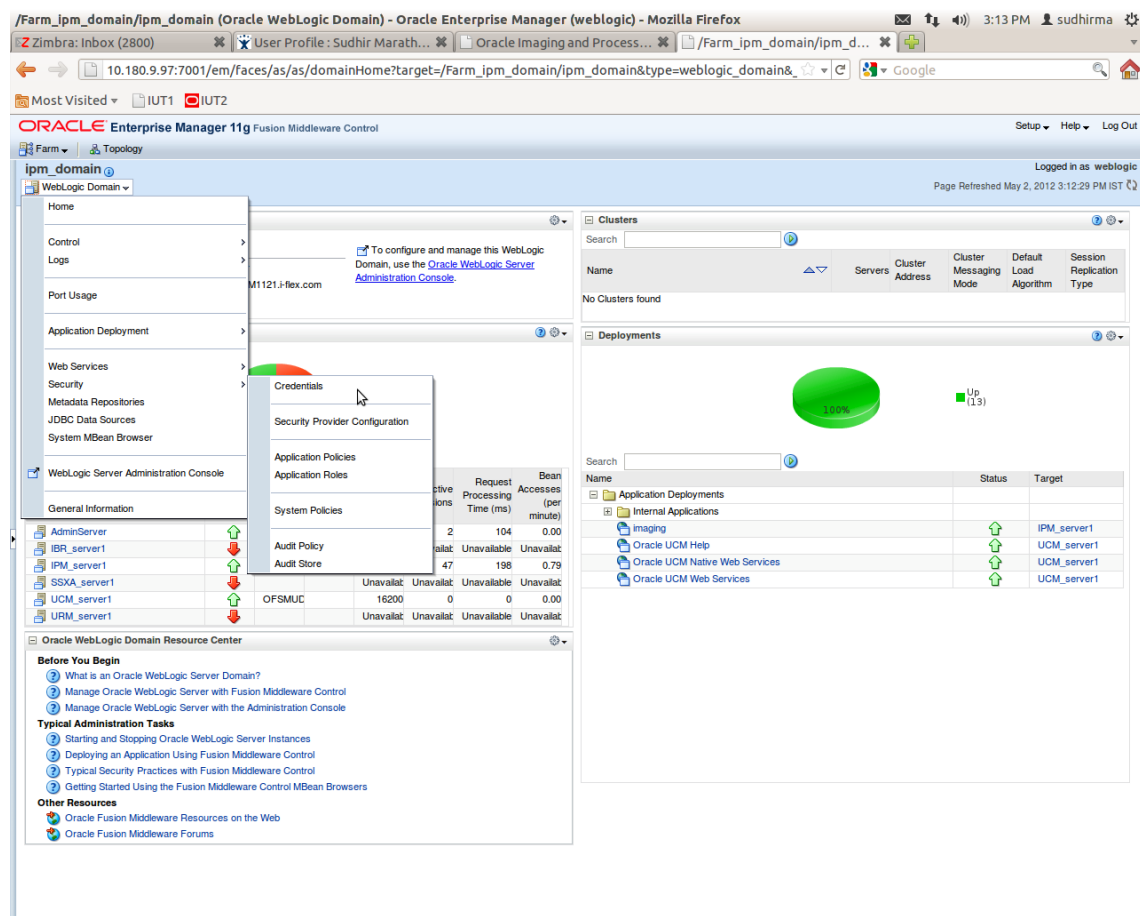 /Farm_ipm_domain/ipm_domain (Oracle WebLogic Domain) - Oracle Enterprise Manager (weblogic) - Mozilla Firefox 3:13 PM sudhirma
Zimbra: Inbox (2800) User Profile : Sudhir Marath... Oracle Imaging and Process... /Farm_ipm_domain/ipm_d...
10.180.9.97:7001/em/faces/as/as/domainHome?target=/Farm_ipm_domain/ipm_domain&type=weblogic_domain&_ Google
Most Visited IUT1 IUT2
ORACLE Enterprise Manager 11g Fusion Middleware Control Setup Help Log Out
Farm Topology
ipm_domain Logged in as weblogic
WebLogic Domain Page Refreshed May 2, 2012 3:12:29 PM IST
Home
Control
Logs
Port Usage
Application Deployment
Web Services
Security
Metadata Repositories
JDBC Data Sources
System MBean Browser
WebLogic Server Administration Console
General Information
Credentials
Security Provider Configuration
Application Policies
Application Roles
System Policies
Audit Policy
Audit Store
To configure and manage this WebLogic
Domain, use the Oracle WebLogic Server
Administration Console.
M1121.i-flex.com
Request Processing Time (ms)
Bean Accesses (per minute)
AdminServer 2 104 0.00
IBR_server1 Unavailable Unavailab
IPM_server1 47 198 0.79
SSXA_server1 Unavailab Unavailab Unavailable Unavailab
UCM_server1 OFSMUD 16200 0 0 0.00
URM_server1 Unavailab Unavailab Unavailable Unavailab
Oracle WebLogic Domain Resource Center
Before You Begin
What is an Oracle WebLogic Server Domain?
Manage Oracle WebLogic Server with Fusion Middleware Control
Manage Oracle WebLogic Server with the Administration Console
Typical Administration Tasks
Starting and Stopping Oracle WebLogic Server Instances
Deploying an Application Using Fusion Middleware Control
Typical Security Practices with Fusion Middleware Control
Getting Started Using the Fusion Middleware Control MBean Browsers
Other Resources
Oracle Fusion Middleware Resources on the Web
Oracle Fusion Middleware Forums
Clusters
Search
Name Servers Cluster Address Cluster Messaging Mode Default Load Algorithm Session Replication Type
No Clusters found
Deployments
100%
Up
(13)
Search
Name Status Target
Application Deployments
Internal Applications
imaging IPM_server1
Oracle UCM Help UCM_server1
Oracle UCM Native Web Services UCM_server1
Oracle UCM Web Services UCM_server1